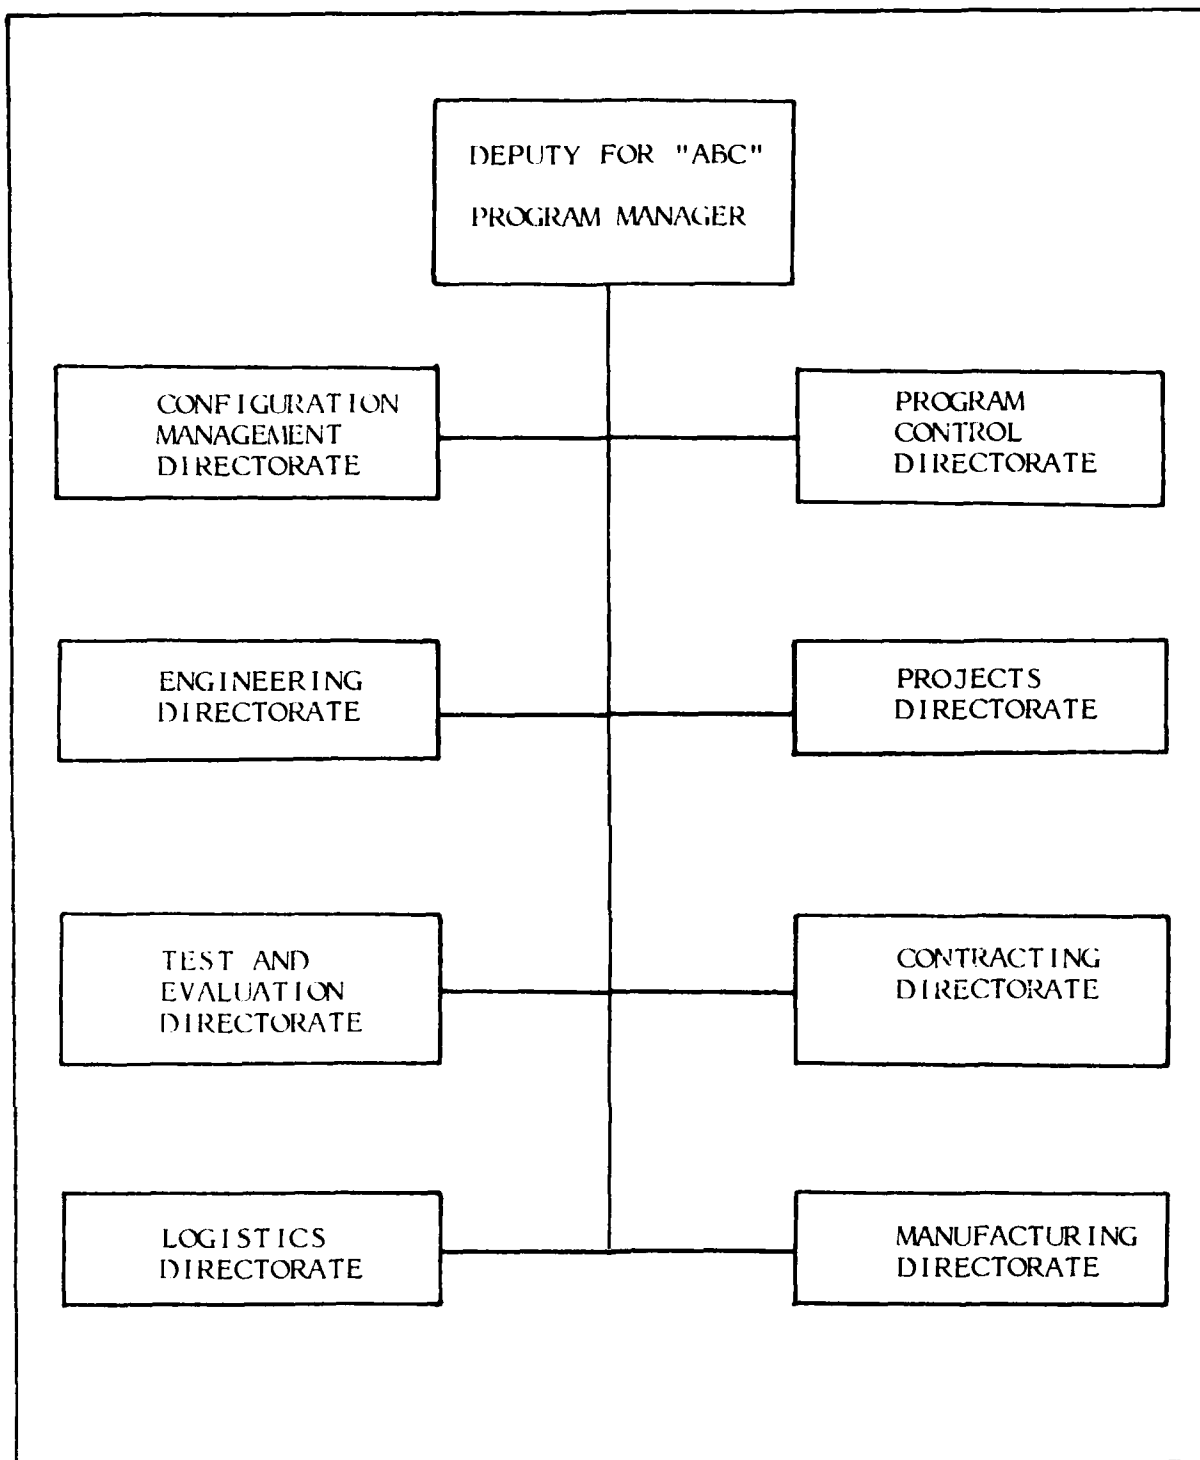 DEPUTY FOR "ABC"
PROGRAM MANAGER
CONFIGURATION
MANAGEMENT
DIRECTORATE
PROGRAM
CONTROL
DIRECTORATE
ENGINEERING
DIRECTORATE
PROJECTS
DIRECTORATE
TEST AND
EVALUATION
DIRECTORATE
CONTRACTING
DIRECTORATE
LOGISTICS
DIRECTORATE
MANUFACTURING
DIRECTORATE